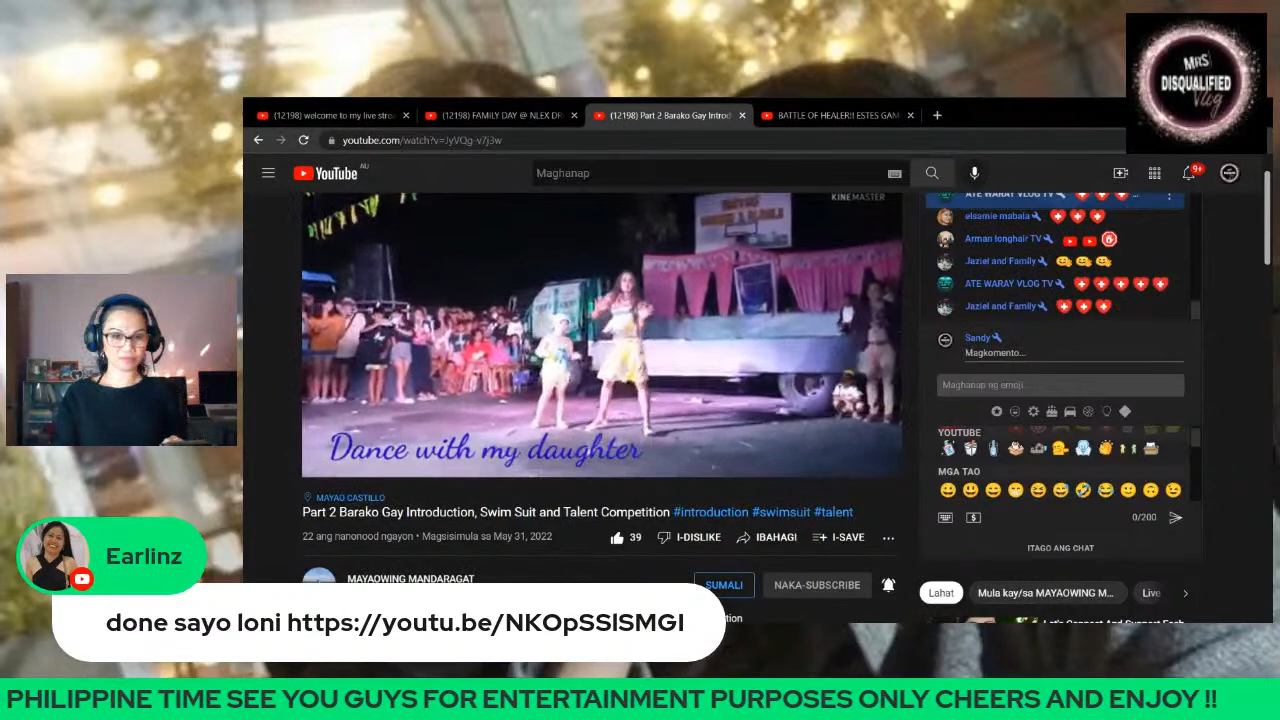 MRS
DISQUALIFIED
Vlog
(12198) welcome to my live stre
(12198) FAMILY DAY @ NLEX DR
(12198) Part 2 Barako Gay Introd
BATTLE OF HEALER!! ESTES GAM
youtube.com/watch?v=JyVQg-v7j3w
YouTube AU
Maghanap
9+
KINEMASTER
Dance with my daughter
ATE WARAY VLOG TV
elsamie mabala
Arman longhair TV
Jaziel and Family
ATE WARAY VLOG TV
Jaziel and Family
Sandy
Magkomento...
Maghanap ng emoji...
YOUTUBE
MGA TAO
0/200
ITAGO ANG CHAT
MAYAO CASTILLO
Part 2 Barako Gay Introduction, Swim Suit and Talent Competition #introduction #swimsuit #talent
22 ang nanonood ngayon • Magsisimula sa May 31, 2022
39
I-DISLIKE
IBAHAGI
I-SAVE
MAYAOWING MANDARAGAT
SUMALI
NAKA-SUBSCRIBE
Lahat
Mula kay/sa MAYAOWING M...
Live
Earlinz
done sayo loni https://youtu.be/NKOpSSlSMGI
PHILIPPINE TIME SEE YOU GUYS FOR ENTERTAINMENT PURPOSES ONLY CHEERS AND ENJOY !!